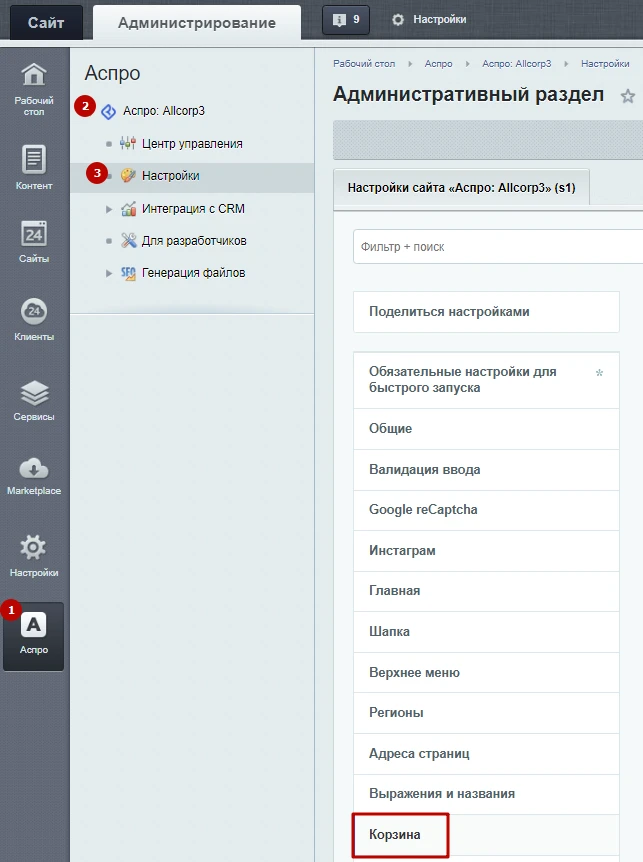 Сайт
Администрирование
9
Настройки
Рабочий
стол
Контент
24
Сайты
24
Клиенты
Сервисы
Marketplace
Настройки
1
A
Аспро
Аспро
2
Аспро: Allcorp3
Центр управления
3
Настройки
Интеграция с CRM
Для разработчиков
SEO
Генерация файлов
Рабочий стол
Аспро
Аспро: Allcorp3
Настройки
Административный раздел
Настройки сайта «Аспро: Allcorp3» (s1)
Фильтр + поиск
Поделиться настройками
Обязательные настройки для *
быстрого запуска
Общие
Валидация ввода
Google reCaptcha
Инстаграм
Главная
Шапка
Верхнее меню
Регионы
Адреса страниц
Выражения и названия
Корзина